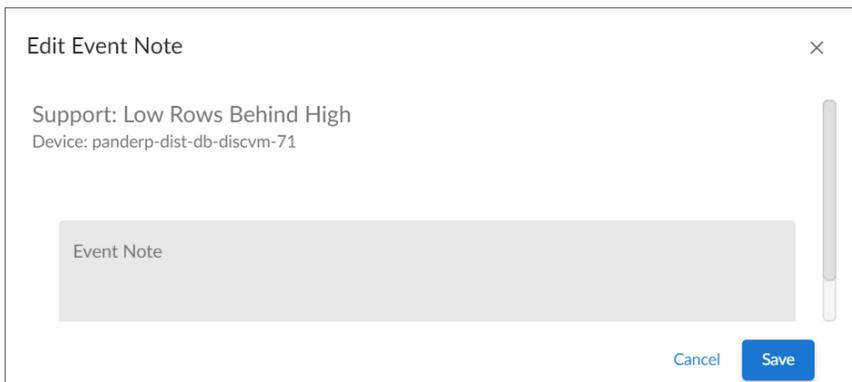 Edit Event Note
Support: Low Rows Behind High
Device: panderp-dist-db-discvm-71
Event Note
Cancel Save